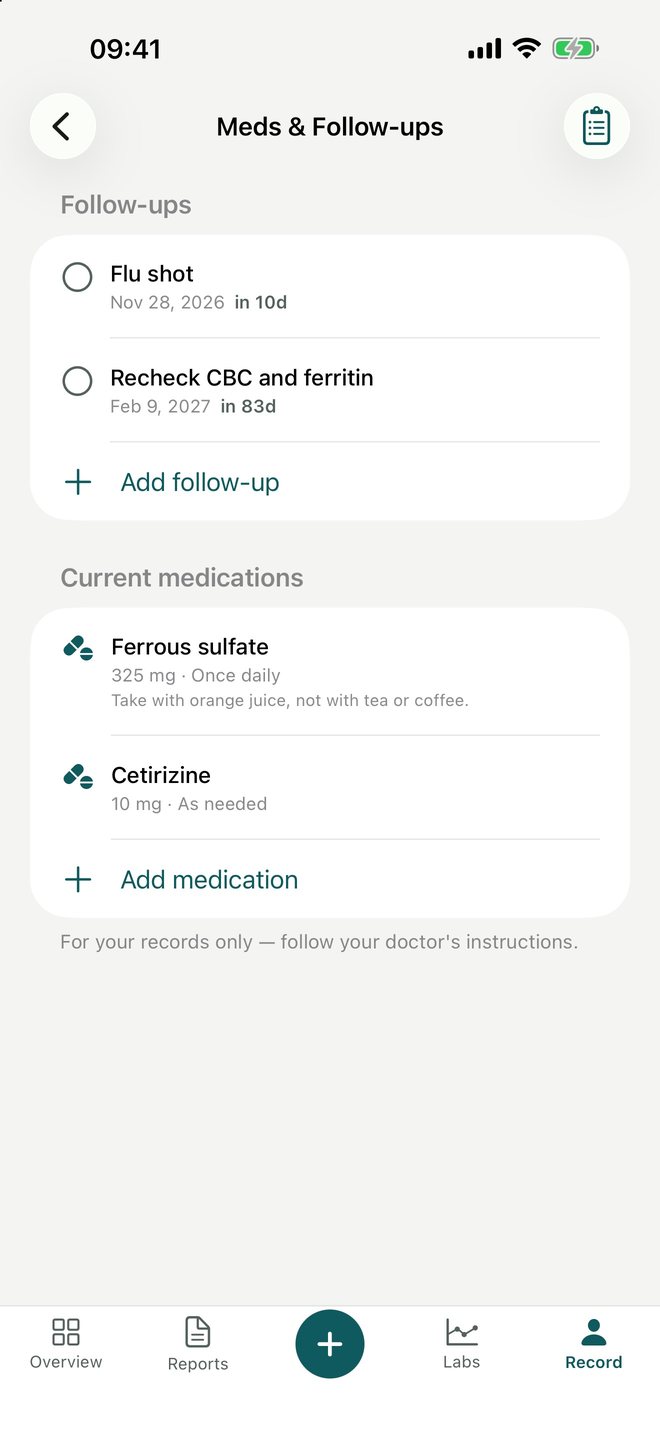 09:41
Meds & Follow-ups
Follow-ups
Flu shot
Nov 28, 2026 in 10d
Recheck CBC and ferritin
Feb 9, 2027 in 83d
Add follow-up
Current medications
Ferrous sulfate
325 mg · Once daily
Take with orange juice, not with tea or coffee.
Cetirizine
10 mg · As needed
Add medication
For your records only — follow your doctor's instructions.
Overview
Reports
Labs
Record